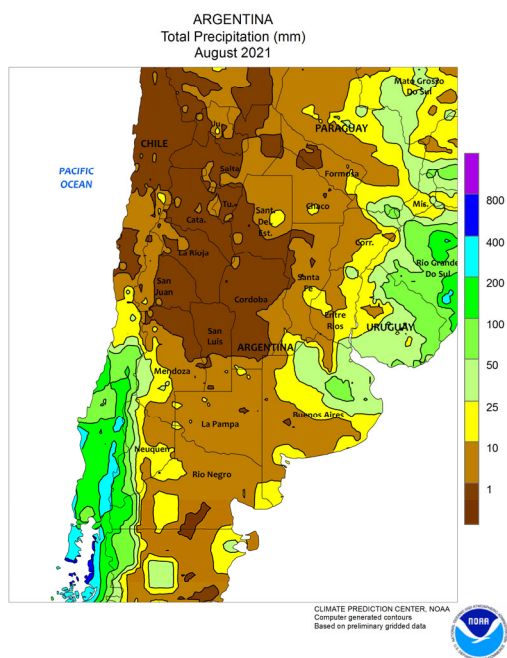 ARGENTINA
Total Precipitation (mm)
August 2021
Mato Grosso
Do Sul
Ju.
PARAGUAY
CHILE
Salta
Formosa
PACIFIC
OCEAN
Tu.
Chaco
Mis.
Sant.
Del
Est.
Cata.
Corr.
La Rioja
Rio Grande
Do Sul
San
Juan
Santa
Fe
Cordoba
Entre
Rios
URUGUAY
San
Luis
ARGENTINA
Mendoza
Buenos Aires
La Pampa
Neuquen
Rio Negro
800
400
200
100
50
25
10
1
CLIMATE PREDICTION CENTER, NOAA
Computer generated contours
Based on preliminary gridded data
NOAA